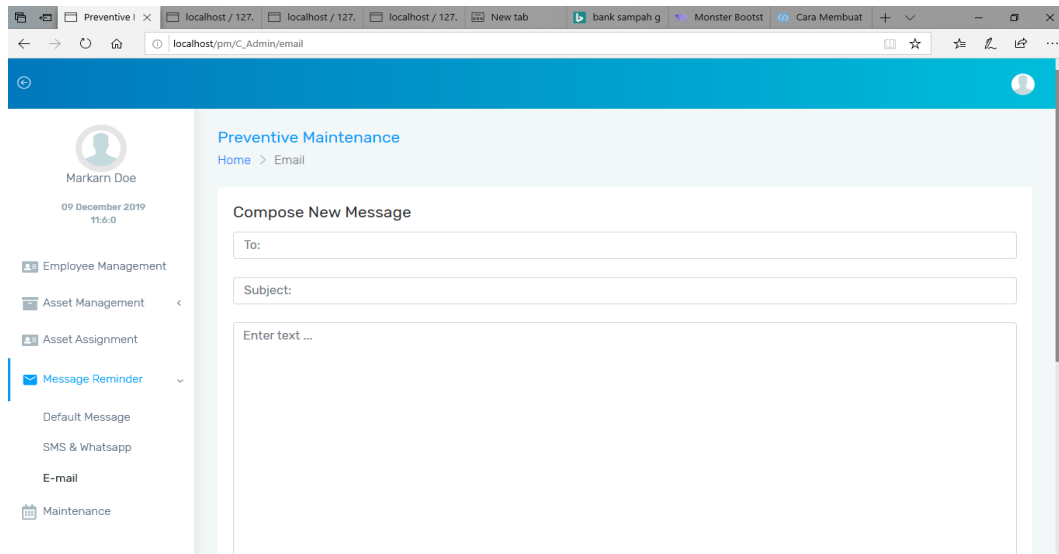 Preventive I
localhost / 127.
localhost / 127.
localhost / 127.
New tab
bank sampah g
Monster Bootst
Cara Membuat
localhost/pm/C_Admin/email
Preventive Maintenance
Home > Email
Markarn Doe
09 December 2019
11:6:0
Employee Management
Asset Management
Asset Assignment
Message Reminder
Default Message
SMS & Whatsapp
E-mail
Maintenance
Compose New Message
To:
Subject:
Enter text ...